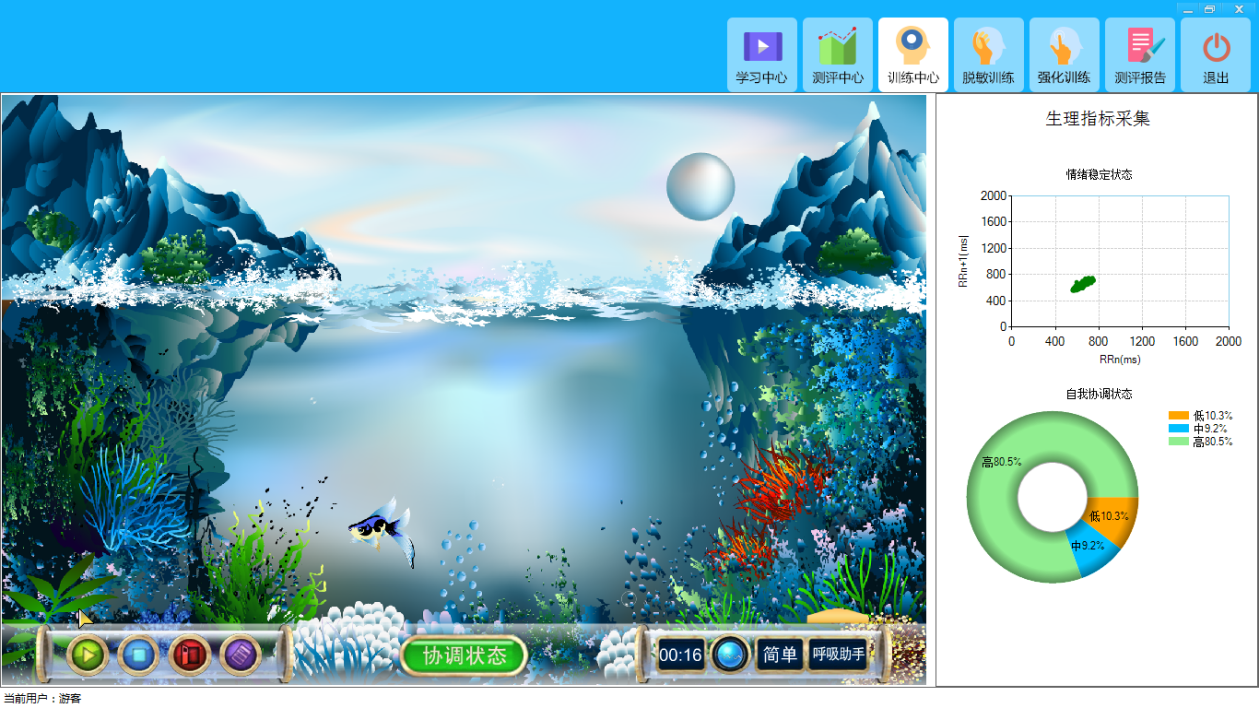 学习中心
测评中心
训练中心
脱敏训练
强化训练
测评报告
退出
生理指标采集
情绪稳定状态
2000
1600
1200
800
400
0
RRn+1[ms]
0 400 800 1200 1600 2000
RRn(ms)
自我协调状态
低10.3%
中9.2%
高80.5%
高80.5%
低10.3%
中9.2%
协调状态
00:16
简单
呼吸助手
当前用户：游客